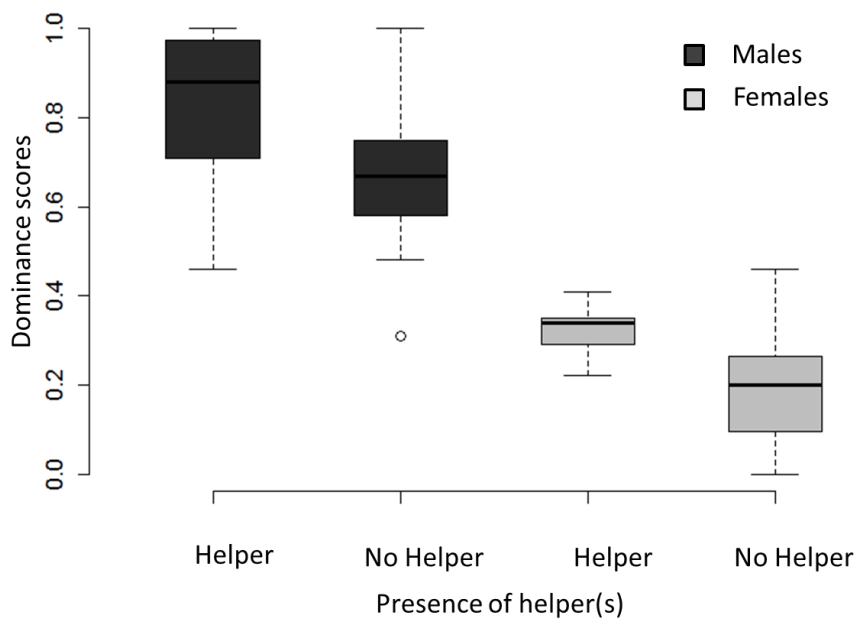 Dominance scores
1.0
0.8
0.6
0.4
0.2
0.0
Males
Females
Helper
No Helper
Helper
No Helper
Presence of helper(s)